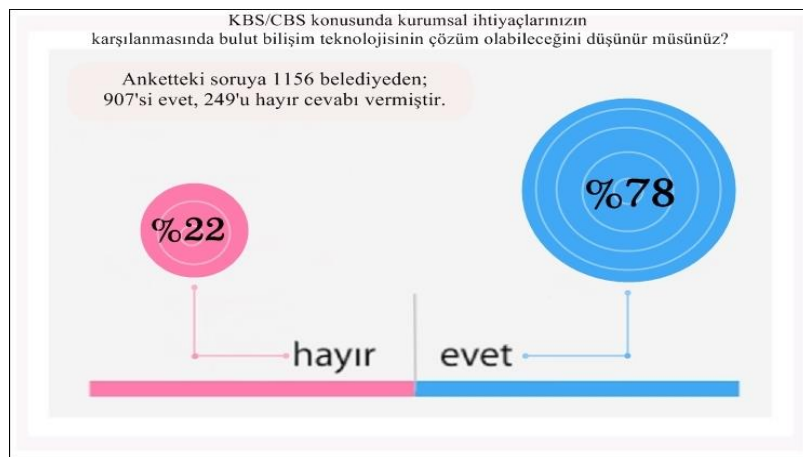 KBS/CBS konusunda kurumsal ihtiyaçlarınızın
karşılanmasında bulut bilişim teknolojisinin çözüm olabileceğini düşünür müsünüz?
Anketteki soruya 1156 belediyeden;
907'si evet, 249'u hayır cevabı vermiştir.
%22
%78
hayır
evet